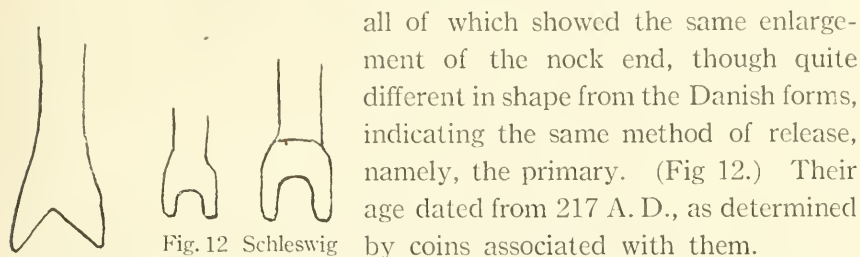 all of which showed the same enlarge-
ment of the nock end, though quite
different in shape from the Danish forms,
indicating the same method of release,
namely, the primary. (Fig 12.) Their
age dated from 217 A. D., as determined
by coins associated with them.
Fig. 12 Schleswig